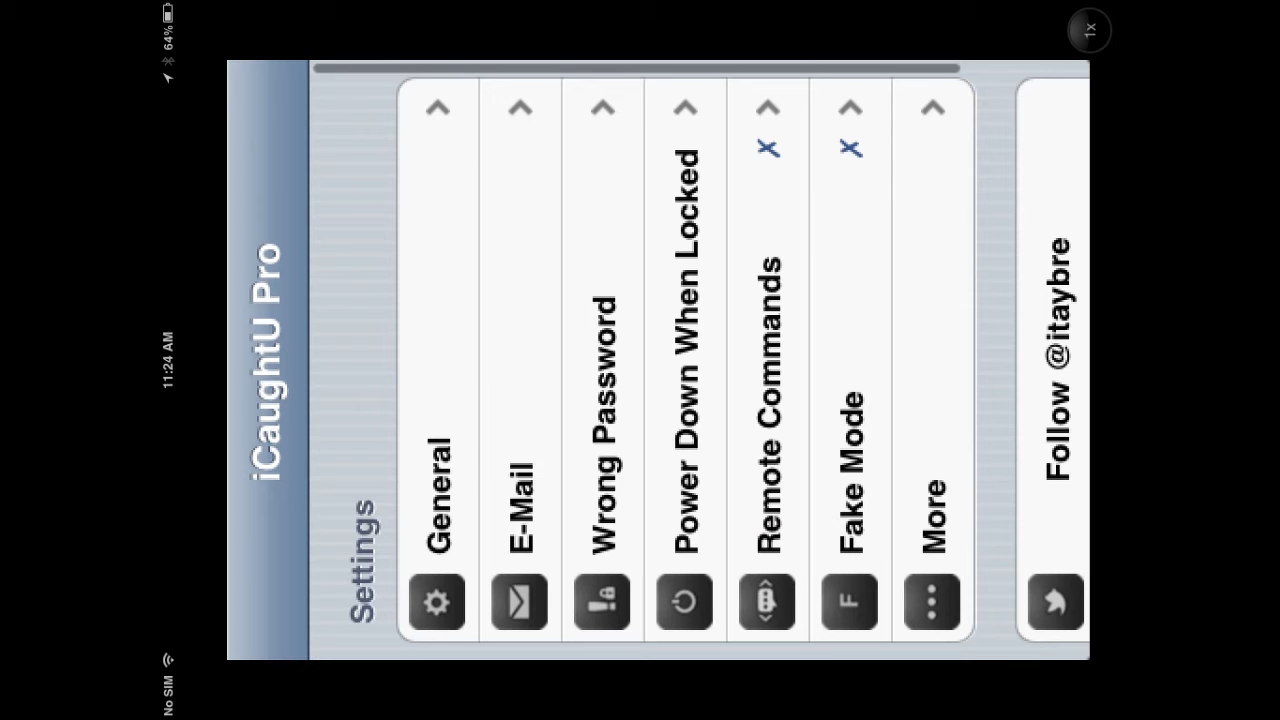 No SIM
11:24 AM
64%
1x
iCaughtU Pro
Settings
General
E-Mail
Wrong Password
Power Down When Locked
Remote Commands ✗
F Fake Mode ✗
More
Follow @itaybre